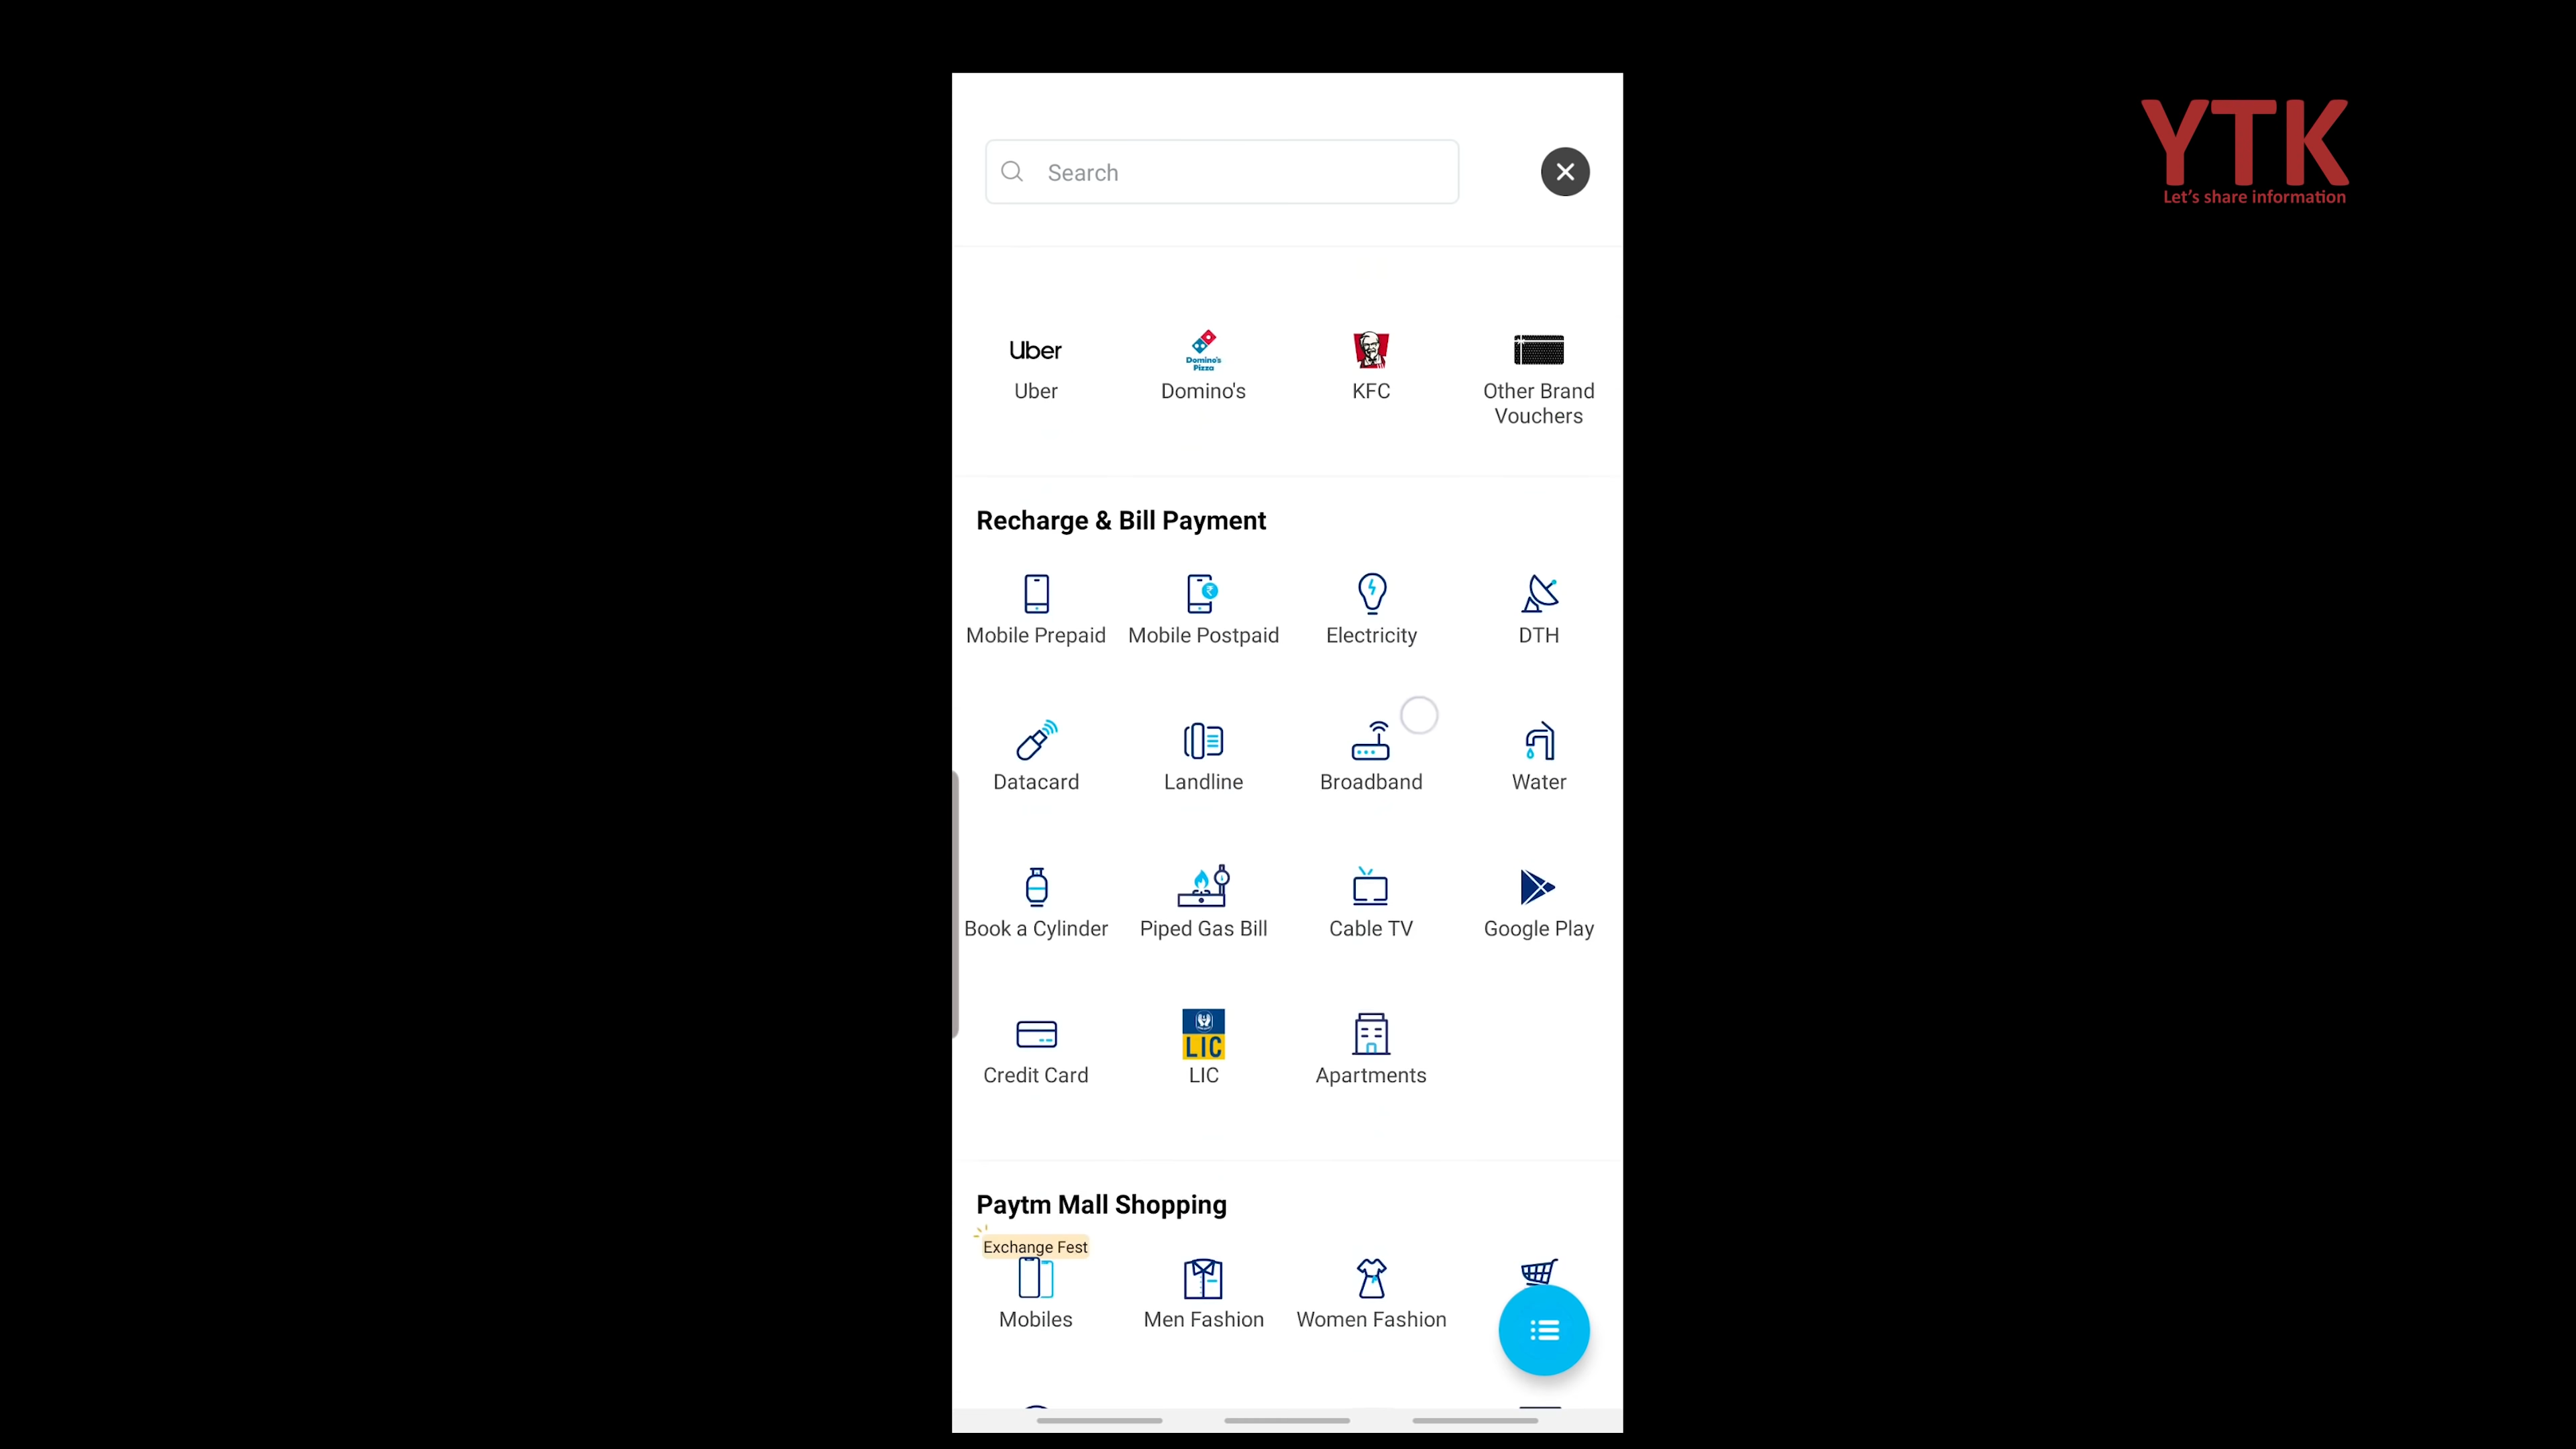 YTK
Let's share information
Search
Uber
Domino's
Pizza
Uber
Domino's
KFC
Other Brand
Vouchers
Recharge & Bill Payment
Mobile Prepaid
Mobile Postpaid
Electricity
DTH
Datacard
Landline
Broadband
Water
Book a Cylinder
Piped Gas Bill
Cable TV
Google Play
LIC
Credit Card
LIC
Apartments
Paytm Mall Shopping
Exchange Fest
Mobiles
Men Fashion
Women Fashion